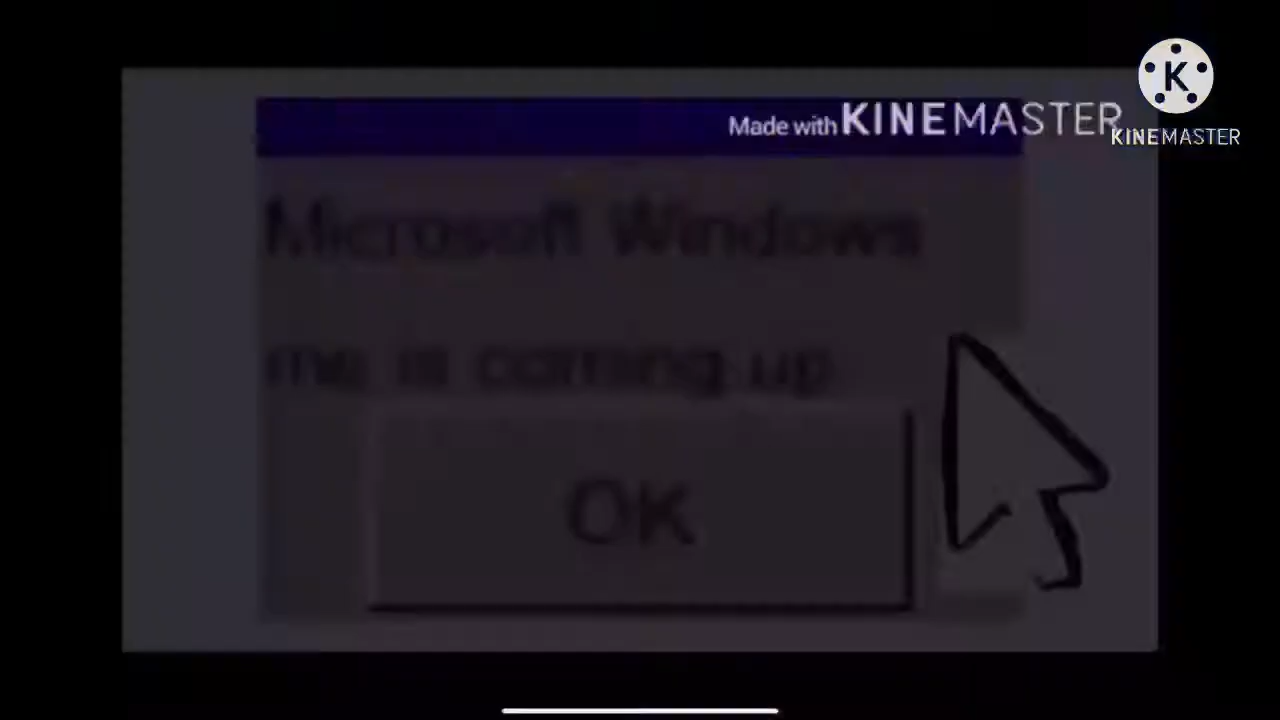 Made with KINEMASTER
K
KINEMASTER
Microsoft Windows
me is coming up
OK